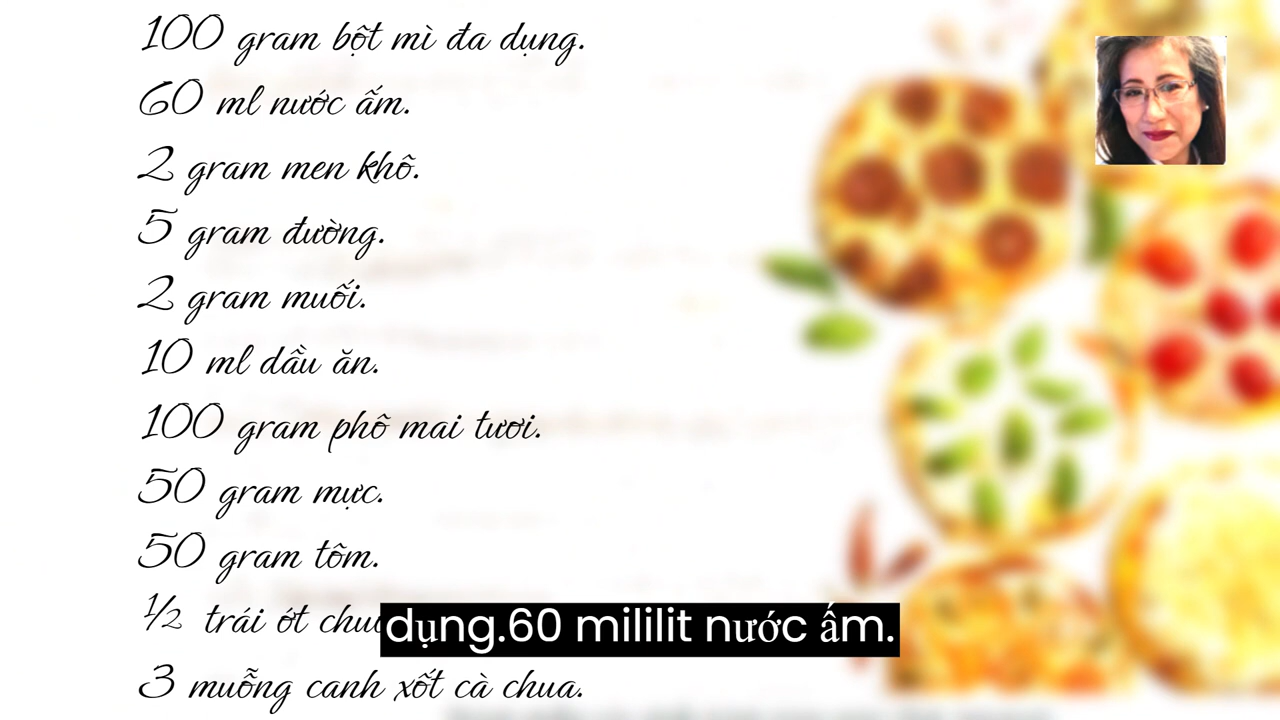 100 gram bột mì đa dụng.
60 ml nước ấm.
2 gram men khô.
5 gram đường.
2 gram muối.
10 ml dầu ăn.
100 gram phô mai tươi.
50 gram mực.
50 gram tôm.
½ trái ớt
dụng.60 mililit nước ấm.
3 muỗng canh xốt cà chua.